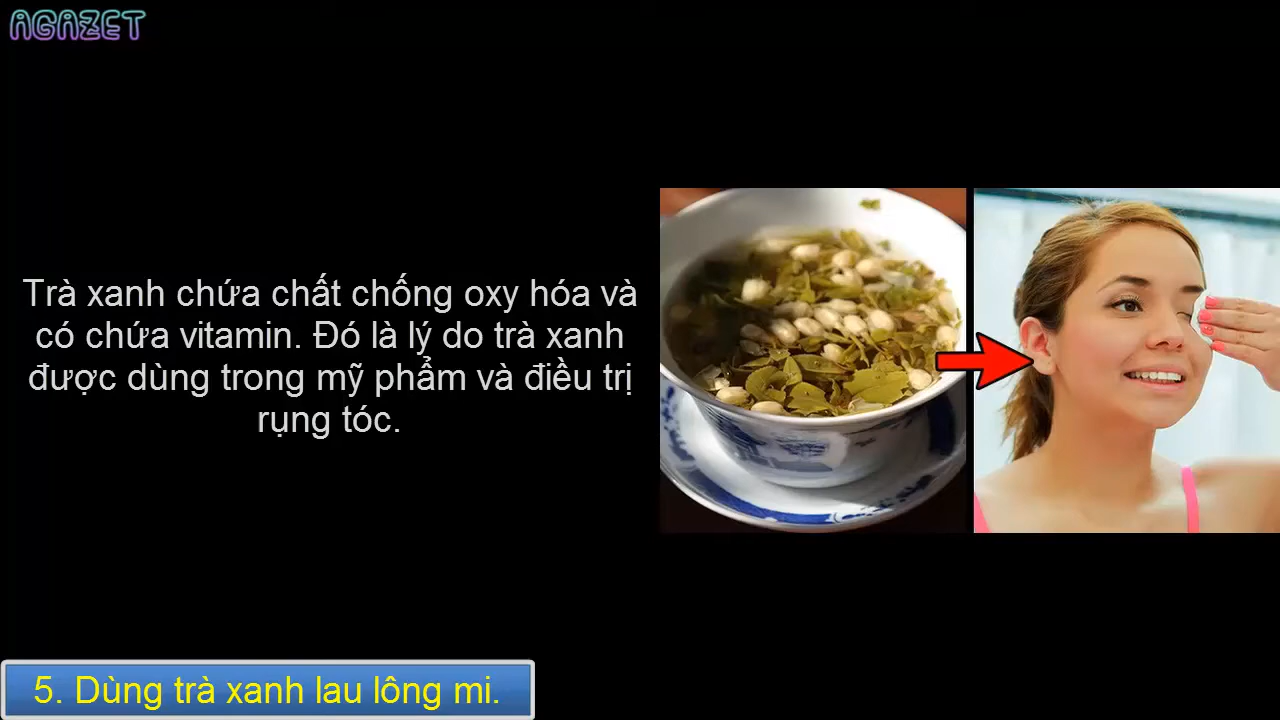 AGAZET
Trà xanh chứa chất chống oxy hóa và
có chứa vitamin. Đó là lý do trà xanh
được dùng trong mỹ phẩm và điều trị
rụng tóc.
5. Dùng trà xanh lau lông mi.